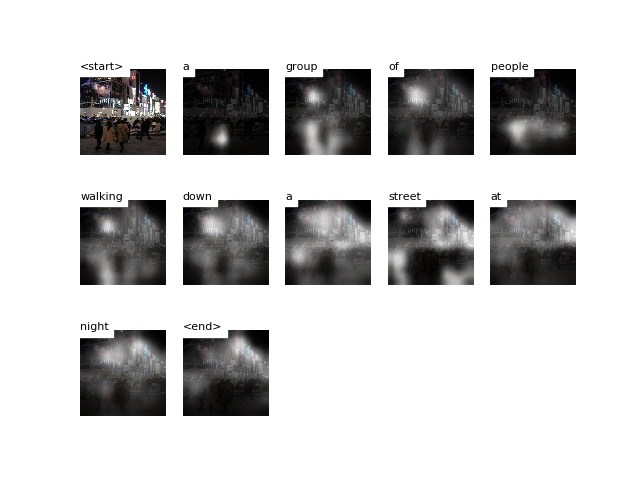 <start> a group of people
walking down a street at
night <end>